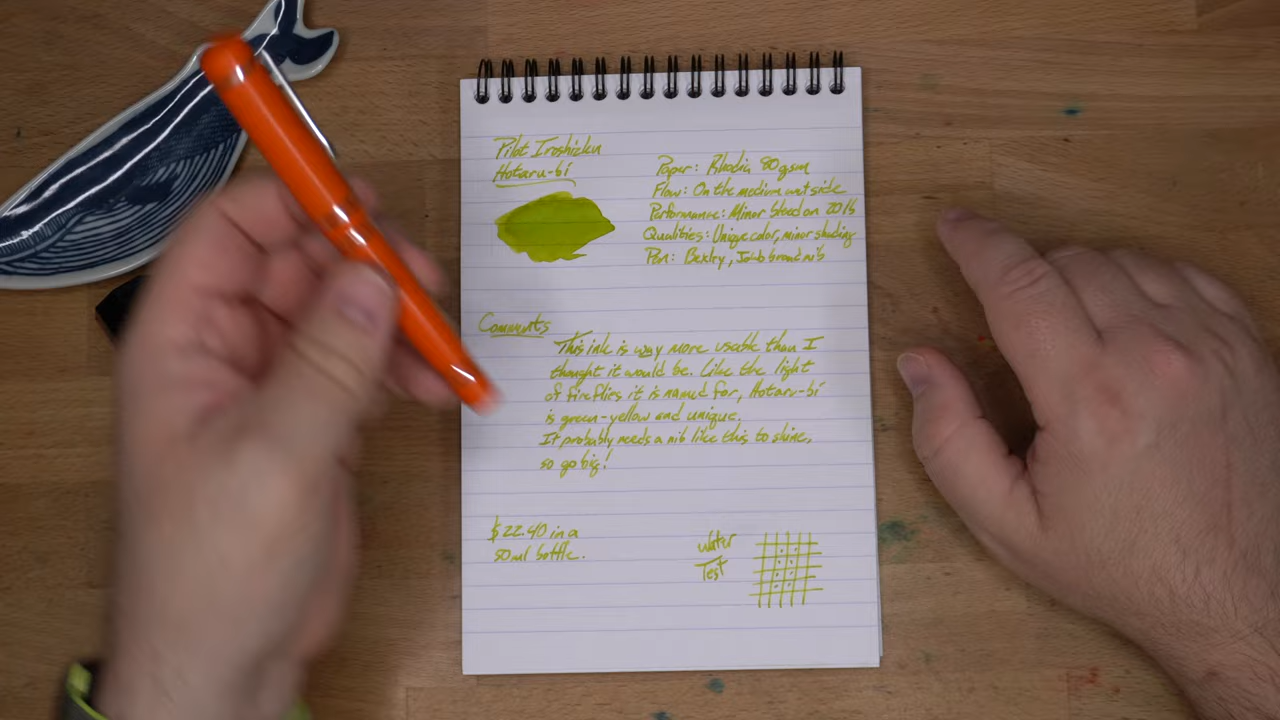 Pilot Iroshizku
Hotaru-bi
Paper: Rhodia 80gsm
Flow: On the medium wet side
Performance: Minor bleed on 20lb
Qualities: Unique color, minor shading
Pen: Bexley, Jowo broad nib
Comments
This ink is way more usable than I
thought it would be. Like the light
of fireflies it is named for, Hotaru-bi
is green-yellow and unique.
It probably needs a nib like this to shine,
so go big!
$22.40 in a
50ml bottle.
Water
Test